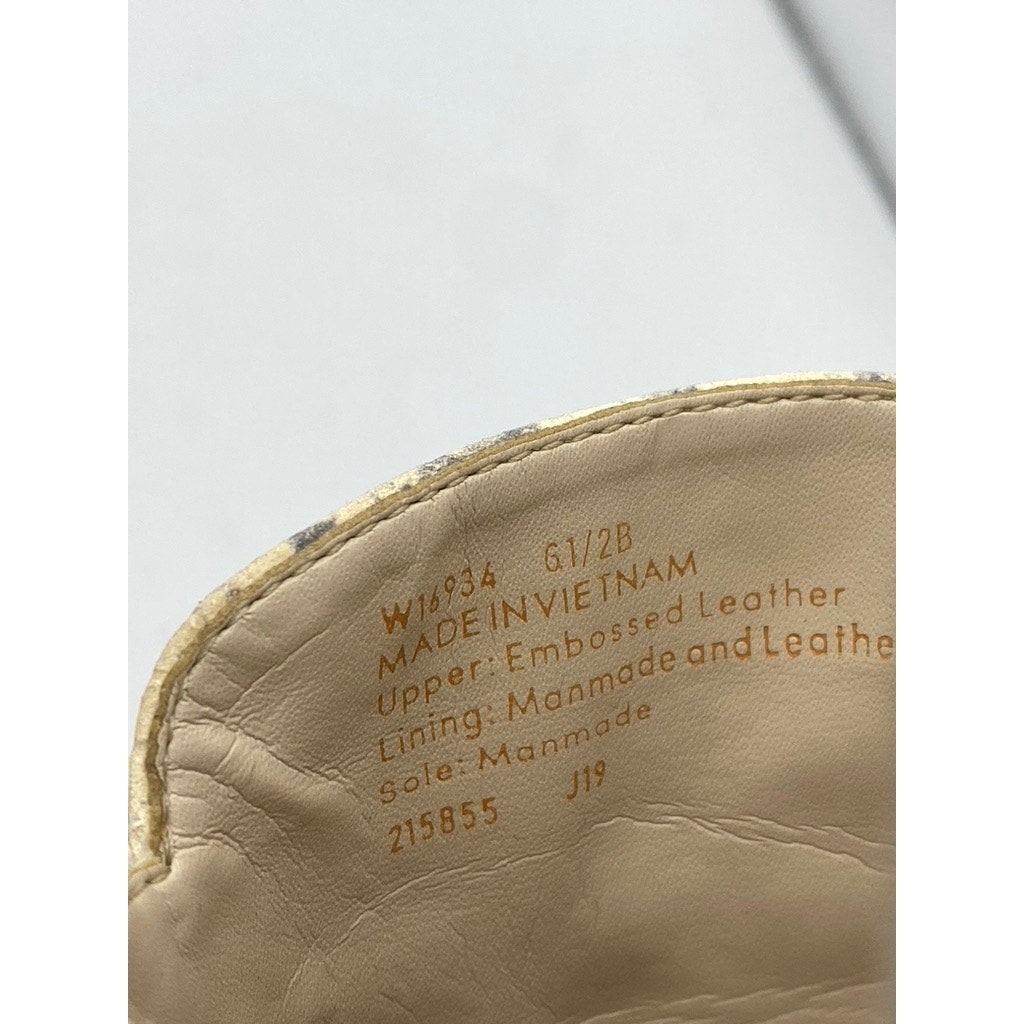 W16934 6.1/2B
MADE IN VIETNAM
Upper: Embossed Leather
Lining: Manmade and Leathe
Sole: Manmade
215855 J19